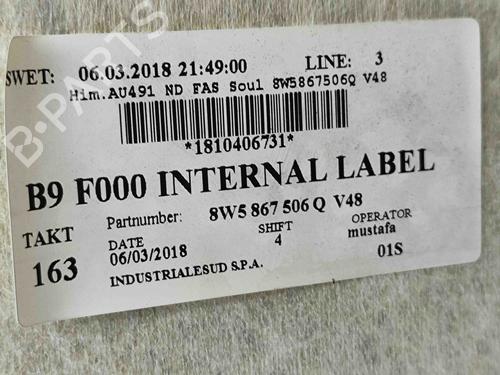 SWET: 06.03.2018 21:49:00 LINE: 3
Him.AU491 ND FAS Soul 8W5867506Q V48
*1810406731*
B9 F000 INTERNAL LABEL
TAKT Partnumber: 8W5 867 506 Q V48
DATE SHIFT OPERATOR
163 06/03/2018 4 mustafa
INDUSTRIALESUD S.P.A. 01S
B-PARTS